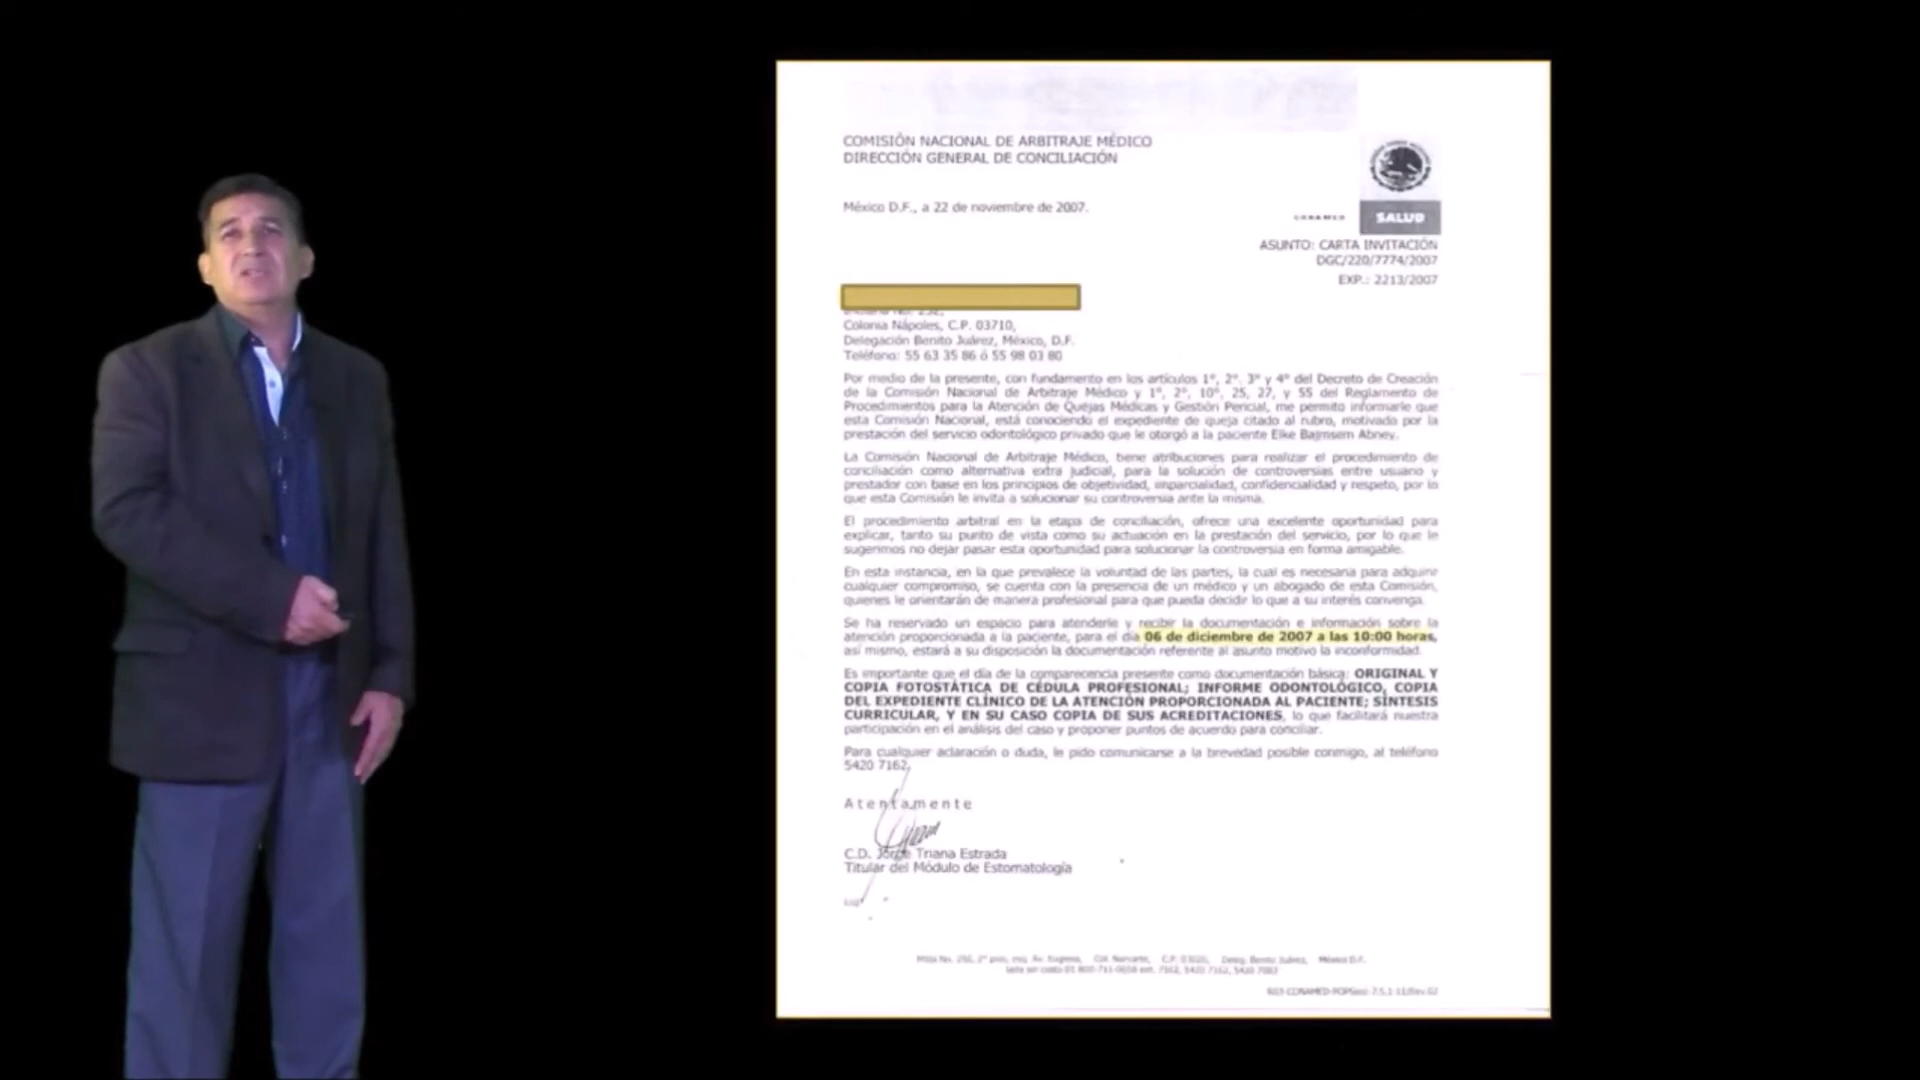 COMISIÓN NACIONAL DE ARBITRAJE MÉDICO
DIRECCIÓN GENERAL DE CONCILIACIÓN
México D.F., a 22 de noviembre de 2007.
CONAMED
SALUD
ASUNTO: CARTA INVITACIÓN
DGC/220/7774/2007
EXP.: 2213/2007
Colonia Nápoles, C.P. 03710,
Delegación Benito Juárez, México, D.F.
Teléfono: 55 63 35 86 ó 55 98 03 80
Por medio de la presente, con fundamento en los artículos 1°, 2°, 3° y 4° del Decreto de Creación
de la Comisión Nacional de Arbitraje Médico y 1°, 2°, 10°, 25, 27, y 55 del Reglamento de
Procedimientos para la Atención de Quejas Médicas y Gestión Pericial, me permito informarle que
esta Comisión Nacional, está conociendo el expediente de queja citado al rubro, motivado por la
prestación del servicio odontológico privado que le otorgó a la paciente Elke Bajmsem Abney.
La Comisión Nacional de Arbitraje Médico, tiene atribuciones para realizar el procedimiento de
conciliación como alternativa extra judicial, para la solución de controversias entre usuario y
prestador con base en los principios de objetividad, imparcialidad, confidencialidad y respeto, por lo
que esta Comisión le invita a solucionar su controversia ante la misma.
El procedimiento arbitral en la etapa de conciliación, ofrece una excelente oportunidad para
explicar, tanto su punto de vista como su actuación en la prestación del servicio, por lo que le
sugerimos no dejar pasar esta oportunidad para solucionar la controversia en forma amigable.
En esta instancia, en la que prevalece la voluntad de las partes, la cual es necesaria para adquirir
cualquier compromiso, se cuenta con la presencia de un médico y un abogado de esta Comisión,
quienes le orientarán de manera profesional para que pueda decidir lo que a su interés convenga.
Se ha reservado un espacio para atenderle y recibir la documentación e información sobre la
atención proporcionada a la paciente, para el día 06 de diciembre de 2007 a las 10:00 horas,
así mismo, estará a su disposición la documentación referente al asunto motivo la inconformidad.
Es importante que el día de la comparecencia presente como documentación básica: ORIGINAL Y
COPIA FOTOSTÁTICA DE CÉDULA PROFESIONAL; INFORME ODONTOLÓGICO, COPIA
DEL EXPEDIENTE CLÍNICO DE LA ATENCIÓN PROPORCIONADA AL PACIENTE; SÍNTESIS
CURRICULAR, Y EN SU CASO COPIA DE SUS ACREDITACIONES, lo que facilitará nuestra
participación en el análisis del caso y proponer puntos de acuerdo para conciliar.
Para cualquier aclaración o duda, le pido comunicarse a la brevedad posible conmigo, al teléfono
5420 7162.
Atentamente
C.D. Jorge Triana Estrada
Titular del Módulo de Estomatología
C.P. 03020, Deleg. Benito Juárez, México D.F.